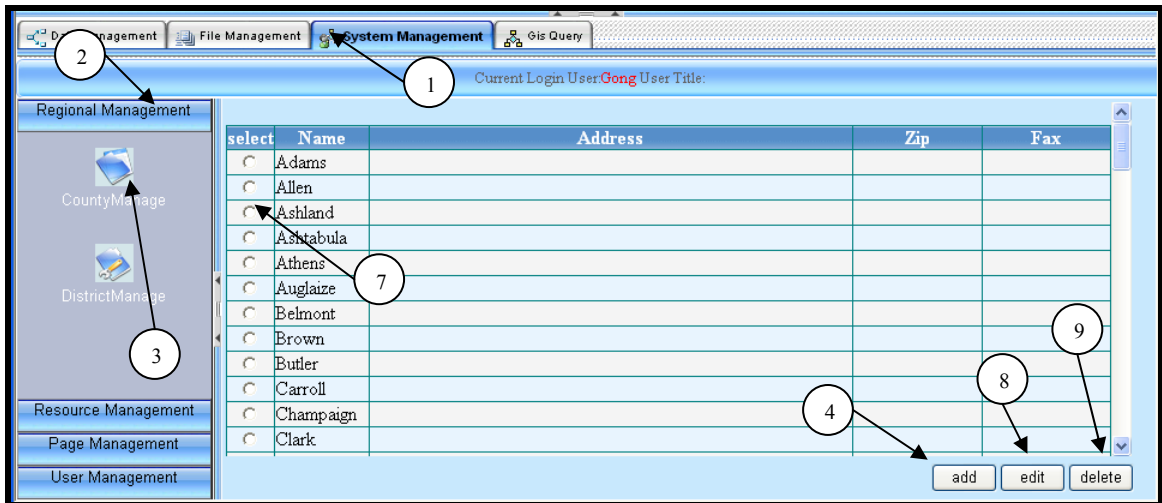 Da nagement File Management System Management Gis Query
2
1
Current Login User:Gong User Title:
Regional Management
select Name Address Zip Fax
Adams
Allen
CountyManage
Ashland
Ashtabula
Athens
7
Auglaize
DistrictManage
Belmont
9
Brown
3
Butler
8
Carroll
Resource Management
Champaign
4
Clark
Page Management
User Management
add edit delete